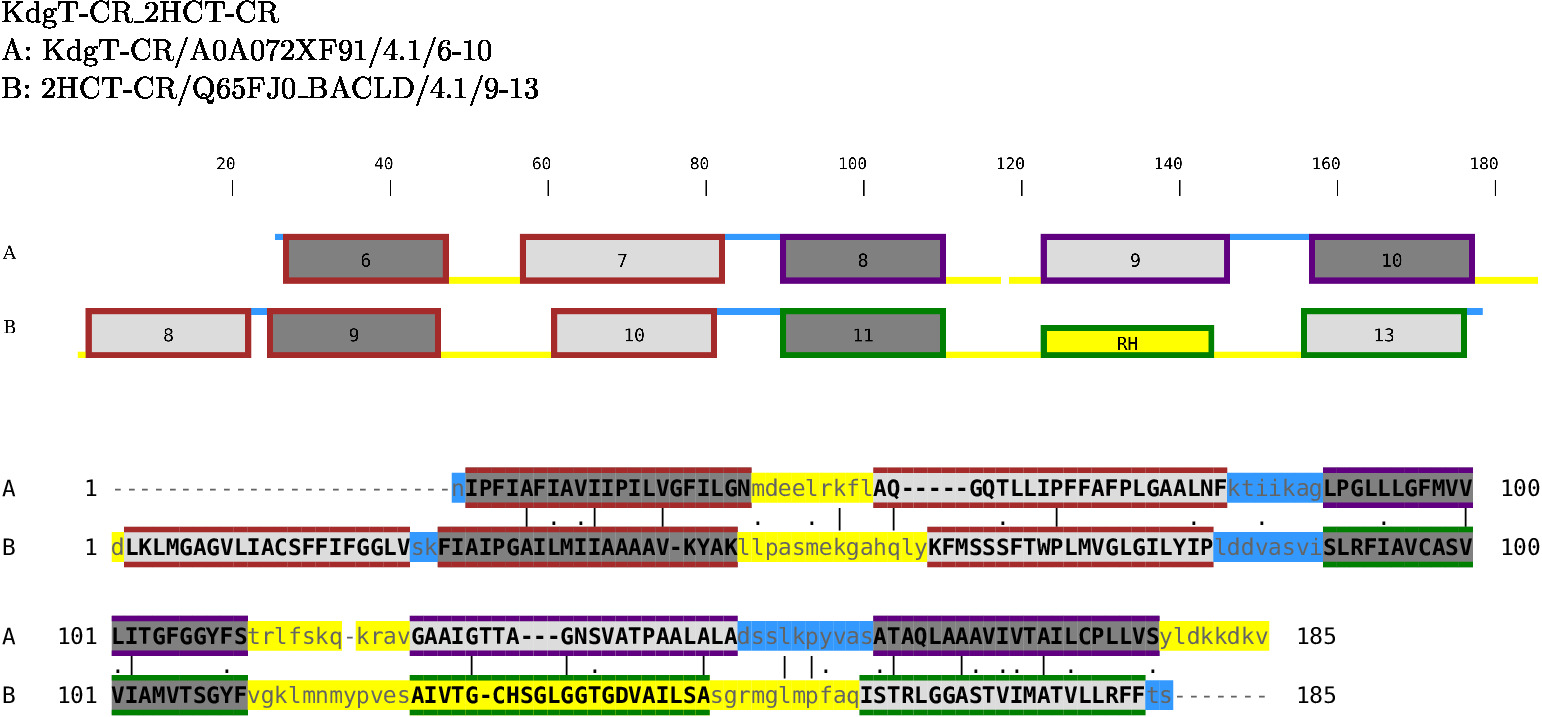 KdgT-CR_2HCT-CR
A: KdgT-CR/A0A072XF91/4.1/6-10
B: 2HCT-CR/Q65FJ0_BACLD/4.1/9-13
20 40 60 80 100 120 140 160 180
A 6 7 8 9 10
B 8 9 10 11 RH 13
A 1 -------------------------nIPFIAFIAVIIPILVGFILGNmdeelrkflAQ-----GQTLLIPFFAFPLGAALNFktiikagLPGLLLGFMVV 100
B 1 dLKLMGAGVLIACSFFIFGGLVskFIAIPGAILMIIAAAAV-KYAKllpasmekgahqlyKFMSSSFTWPLMVGLGILYIPlddvasviSLRFIAVCASV 100
A 101 LITGFGGYFStrlfskq-kravGAAIGTTA---GNSVATPAALALAdsslkpyvasATAQLAAAVIVTAILCPLLVSyldkkdkv 185
B 101 VIAMVTSGYFvgklmnmypvesAIVTG-CHSGLGGTGDVAILSAsgrmglmpfaqISTRLGGASTVIMATVLLRFFts------- 185